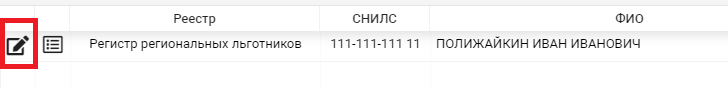 Реестр СНИЛС ФИО
Регистр региональных льготников 111-111-111 11 ПОЛИЖАЙКИН ИВАН ИВАНОВИЧ